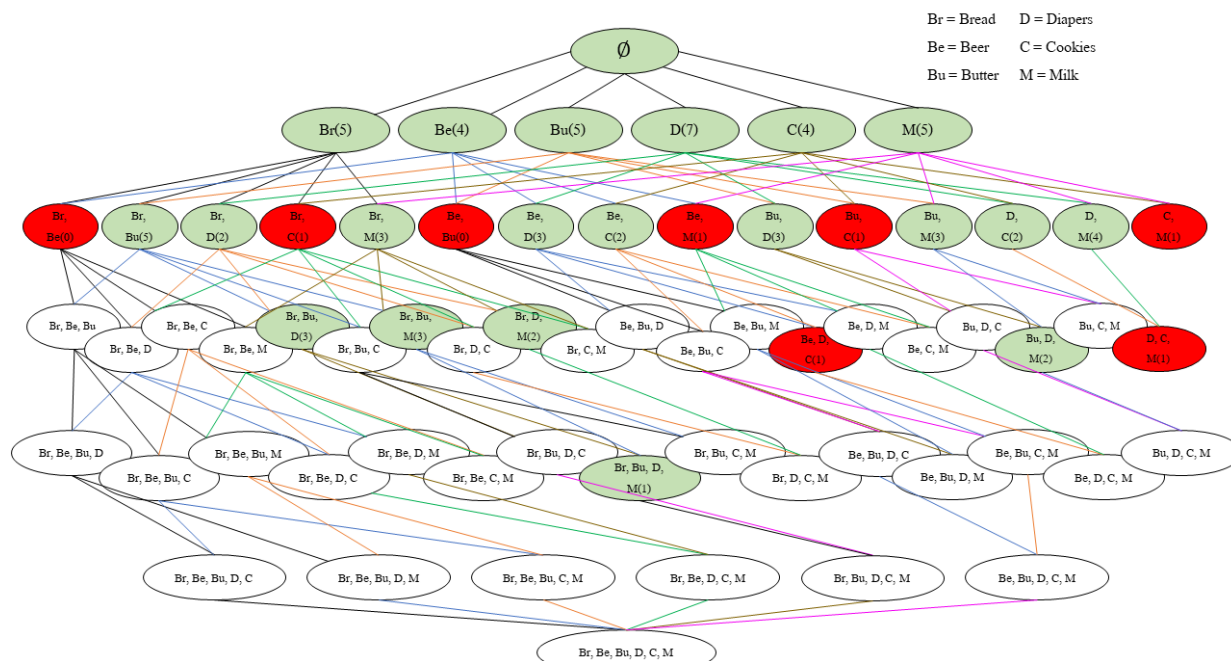 Br = Bread D = Diapers
Be = Beer C = Cookies
Bu = Butter M = Milk
∅
Br(5) Be(4) Bu(5) D(7) C(4) M(5)
Br, Br, Br, Br, Br, Be, Be, Be, Be, Bu, Bu, Bu, D, D, C,
Be(0) Bu(5) D(2) C(1) M(3) Bu(0) D(3) C(2) M(1) D(3) C(1) M(3) C(2) M(4) M(1)
Br, Be, Bu
Br, Be, D
Br, Be, C
Br, Be, M
Br, Bu,
D(3)
Br, Bu, C
Br, Bu,
M(3)
Br, D, C
Br, D,
M(2)
Br, C, M
Be, Bu, D
Be, Bu, C
Be, Bu, M
Be, D,
C(1)
Be, D, M
Be, C, M
Bu, D, C
Bu, D,
M(2)
Bu, C, M
D, C,
M(1)
Br, Be, Bu, D
Br, Be, Bu, C
Br, Be, Bu, M
Br, Be, D, C
Br, Be, D, M
Br, Be, C, M
Br, Bu, D, C
Br, Bu, D,
M(1)
Br, Bu, C, M
Br, D, C, M
Be, Bu, D, C
Be, Bu, D, M
Be, Bu, C, M
Be, D, C, M
Bu, D, C, M
Br, Be, Bu, D, C
Br, Be, Bu, D, M
Br, Be, Bu, C, M
Br, Be, D, C, M
Br, Bu, D, C, M
Be, Bu, D, C, M
Br, Be, Bu, D, C, M